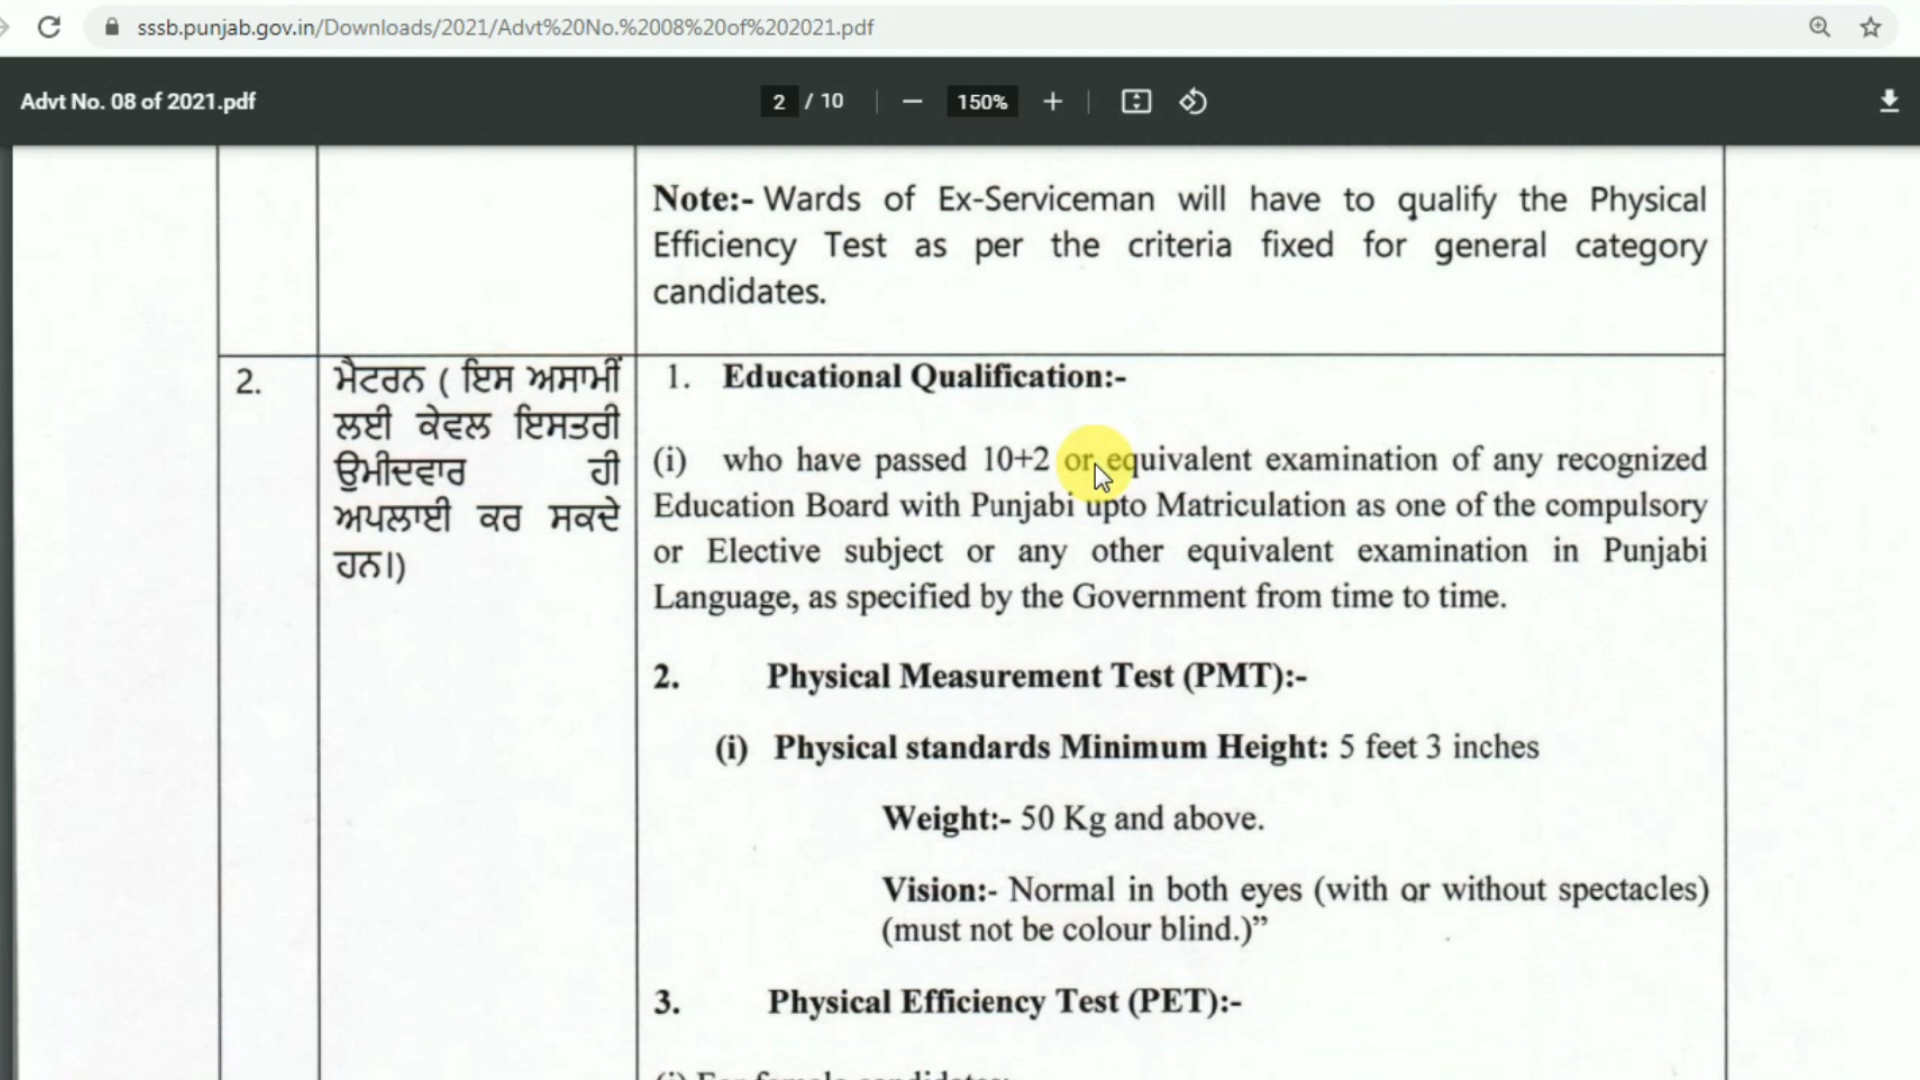 sssb.punjab.gov.in/Downloads/2021/Advt%20No.%2008%20of%202021.pdf
Advt No. 08 of 2021.pdf
2 / 10
150%
Note:- Wards of Ex-Serviceman will have to qualify the Physical
Efficiency Test as per the criteria fixed for general category
candidates.
2.
ਮੈਟਰਨ ( ਇਸ ਅਸਾਮੀਂ
ਲਈ ਕੇਵਲ ਇਸਤਰੀ
ਉਮੀਦਵਾਰ ਹੀ
ਅਪਲਾਈ ਕਰ ਸਕਦੇ
ਹਨ।)
1. Educational Qualification:-
(i) who have passed 10+2 or equivalent examination of any recognized
Education Board with Punjabi upto Matriculation as one of the compulsory
or Elective subject or any other equivalent examination in Punjabi
Language, as specified by the Government from time to time.
2. Physical Measurement Test (PMT):-
(i) Physical standards Minimum Height: 5 feet 3 inches
Weight:- 50 Kg and above.
Vision:- Normal in both eyes (with or without spectacles)
(must not be colour blind.)”
3. Physical Efficiency Test (PET):-
(i) For female candidates: